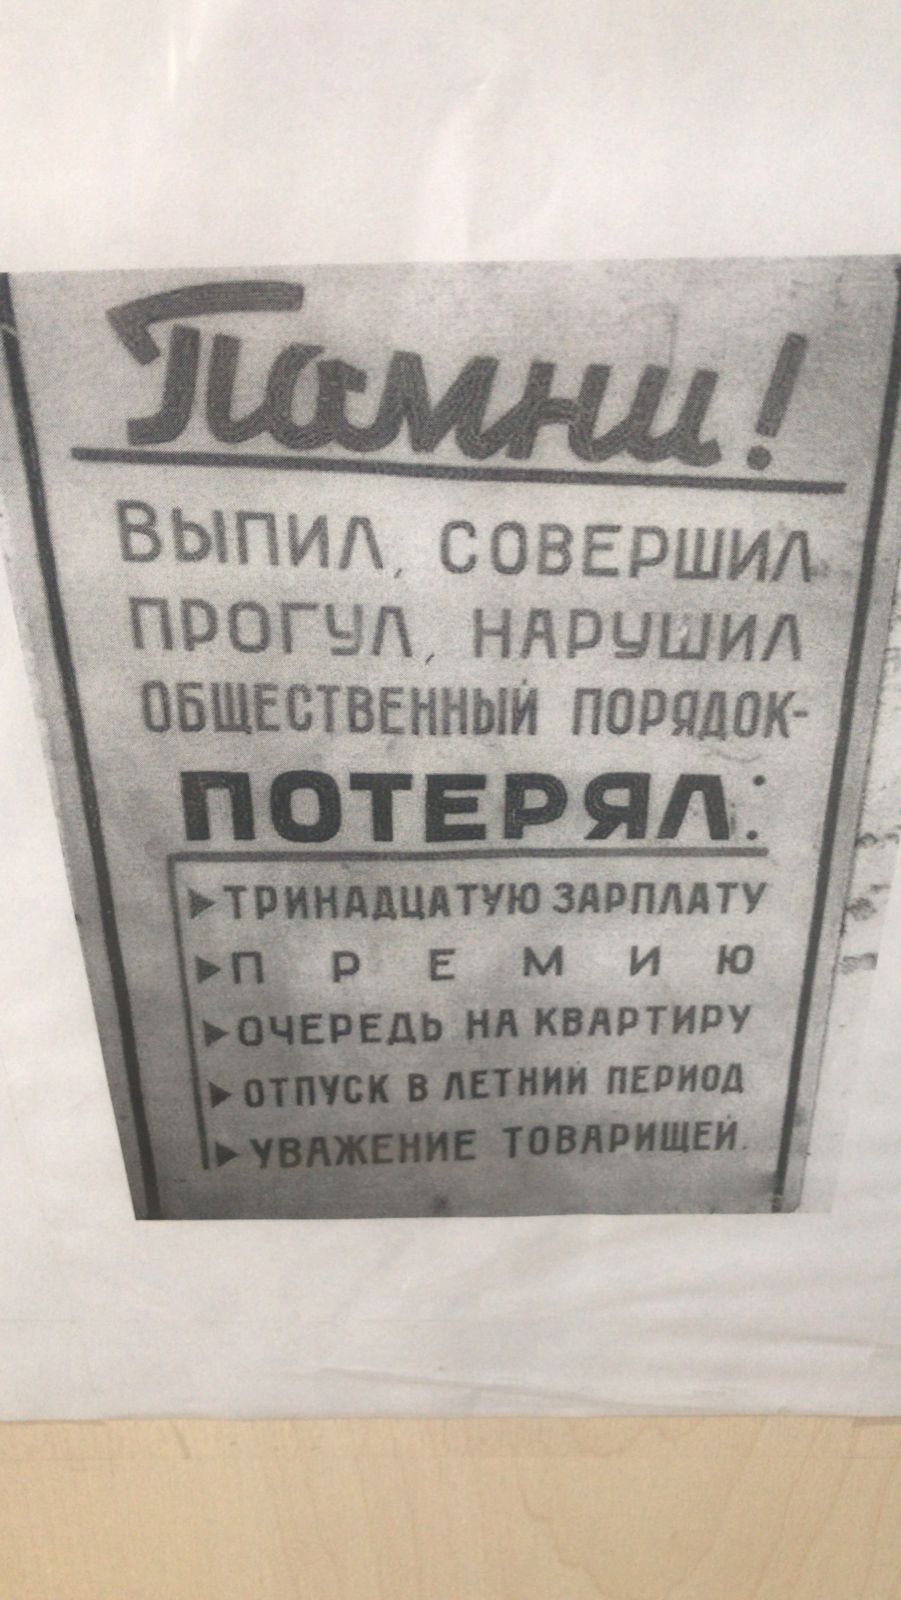 Помни!
ВЫПИЛ, СОВЕРШИЛ
ПРОГУЛ, НАРУШИЛ
ОБЩЕСТВЕННЫЙ ПОРЯДОК-
ПОТЕРЯЛ:
▸ТРИНАДЦАТУЮ ЗАРПЛАТУ
▸П Р Е М И Ю
▸ОЧЕРЕДЬ НА КВАРТИРУ
▸ОТПУСК В ЛЕТНИЙ ПЕРИОД
▸УВАЖЕНИЕ ТОВАРИЩЕЙ.